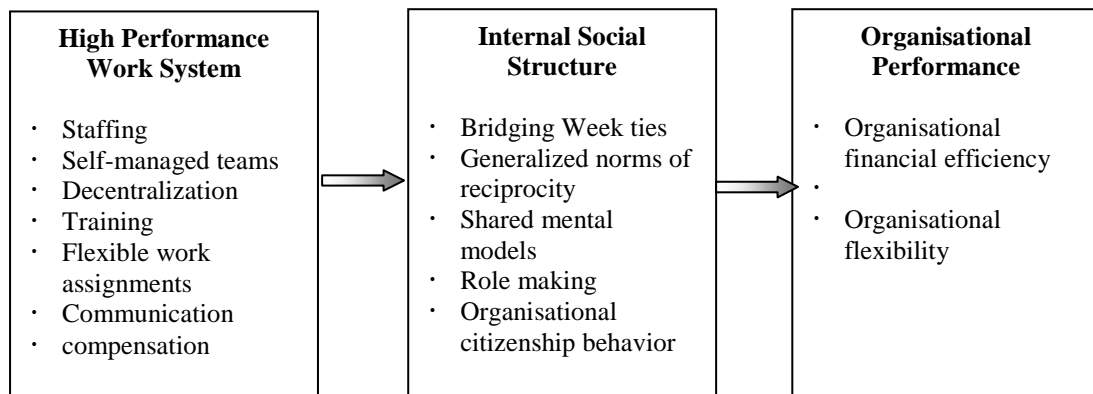 High Performance
Work System
· Staffing
· Self-managed teams
· Decentralization
· Training
· Flexible work
assignments
· Communication
· compensation
Internal Social
Structure
· Bridging Week ties
· Generalized norms of
reciprocity
· Shared mental
models
· Role making
· Organisational
citizenship behavior
Organisational
Performance
· Organisational
financial efficiency
·
· Organisational
flexibility